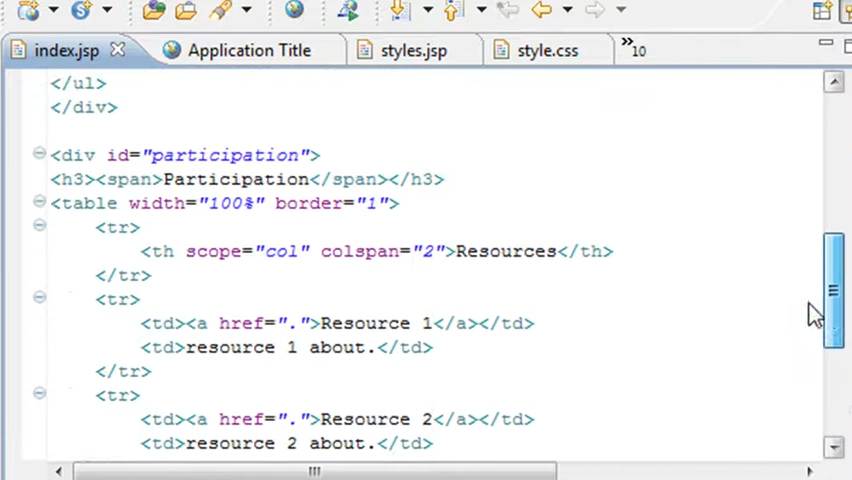 index.jsp Application Title styles.jsp style.css »10
</ul>
</div>
<div id="participation">
<h3><span>Participation</span></h3>
<table width="100%" border="1">
<tr>
<th scope="col" colspan="2">Resources</th>
</tr>
<tr>
<td><a href=".">Resource 1</a></td>
<td>resource 1 about.</td>
</tr>
<tr>
<td><a href=".">Resource 2</a></td>
<td>resource 2 about.</td>